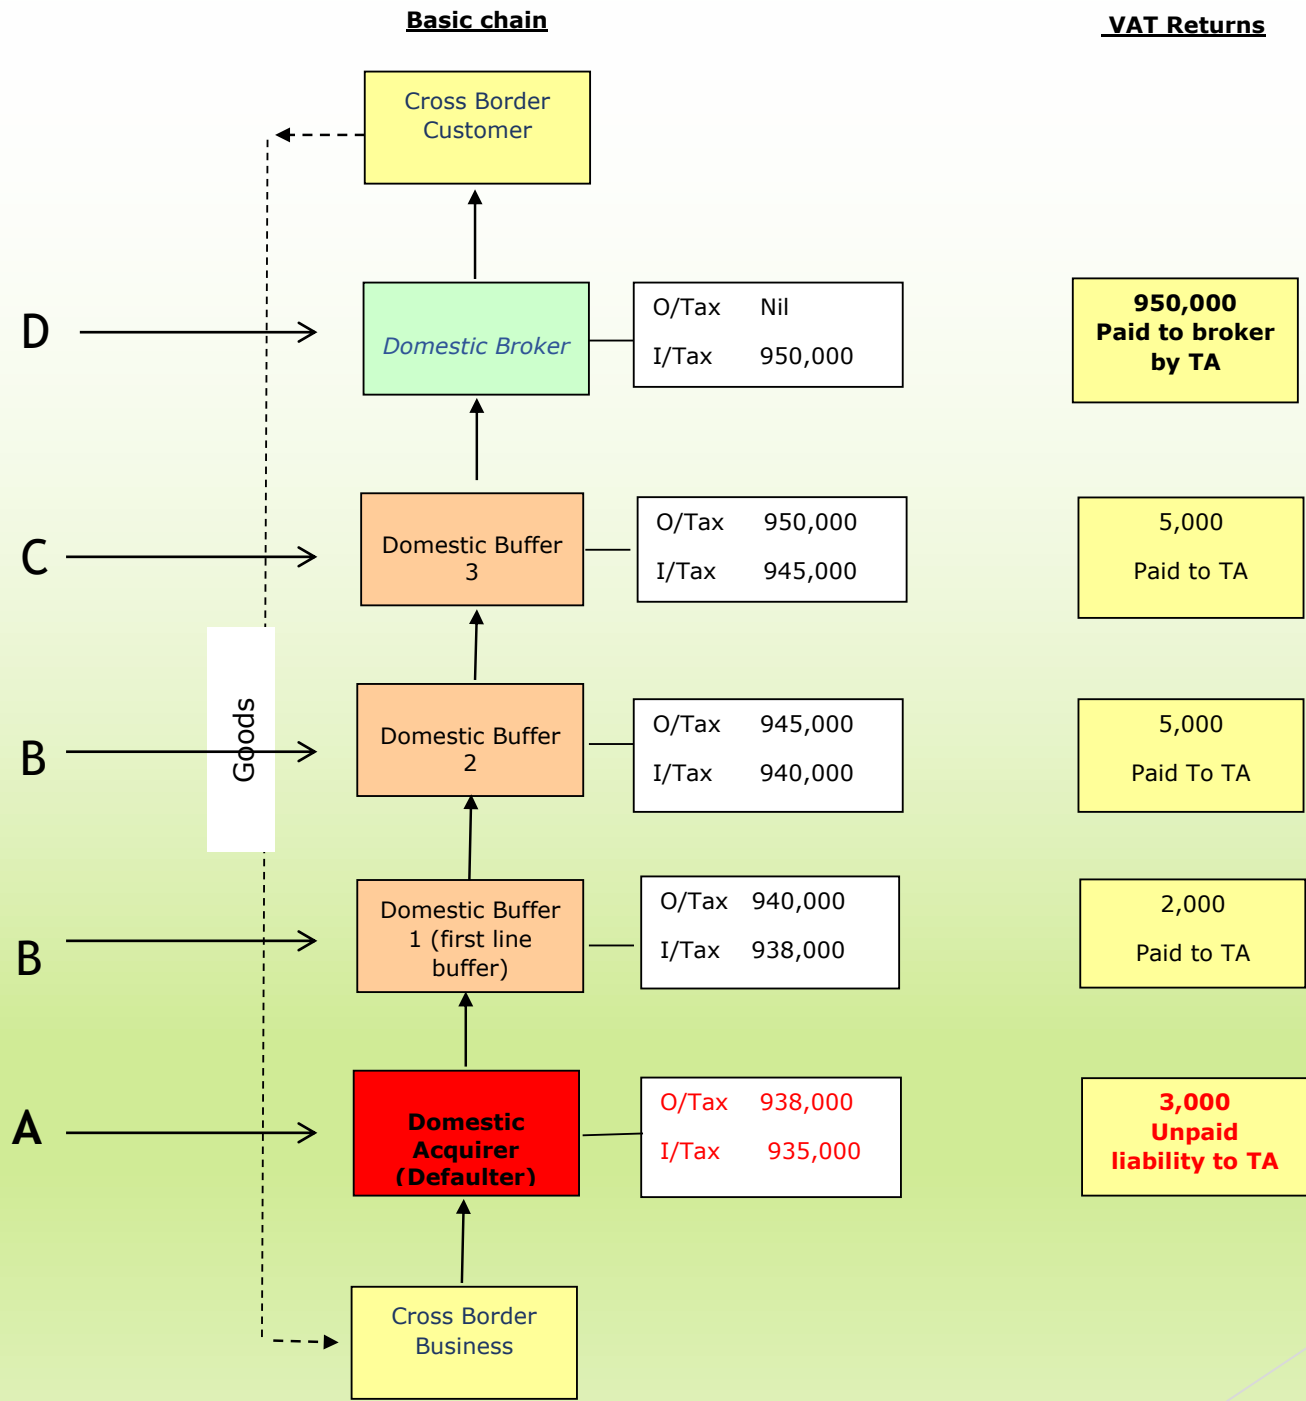 Basic chain
VAT Returns
Cross Border
Customer
D
Domestic Broker
O/Tax Nil
I/Tax 950,000
950,000
Paid to broker
by TA
C
Domestic Buffer
3
O/Tax 950,000
I/Tax 945,000
5,000
Paid to TA
Goods
B
Domestic Buffer
2
O/Tax 945,000
I/Tax 940,000
5,000
Paid To TA
B
Domestic Buffer
1 (first line
buffer)
O/Tax 940,000
I/Tax 938,000
2,000
Paid to TA
A
Domestic
Acquirer
(Defaulter)
O/Tax 938,000
I/Tax 935,000
3,000
Unpaid
liability to TA
Cross Border
Business